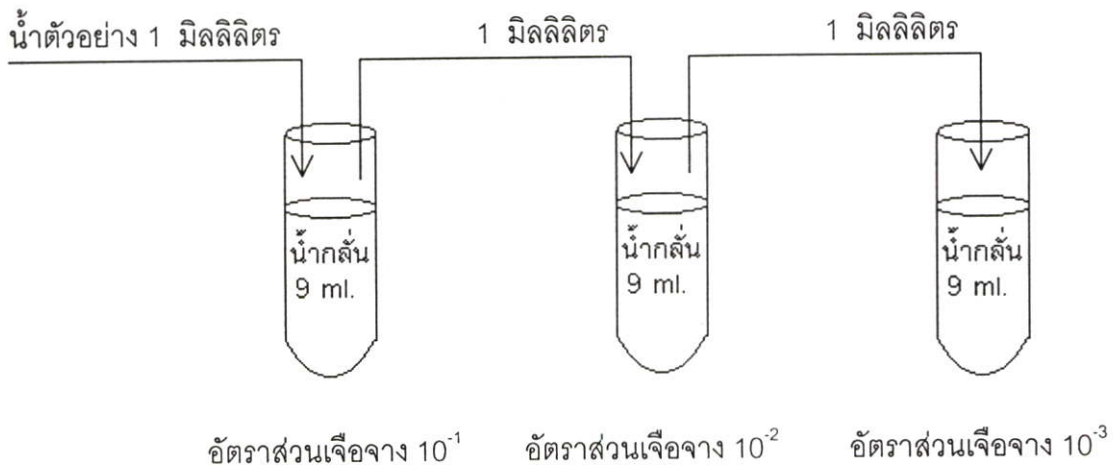 น้ำตัวอย่าง 1 มิลลิลิตร
1 มิลลิลิตร
1 มิลลิลิตร
น้ำกลั่น
9 ml.
น้ำกลั่น
9 ml.
น้ำกลั่น
9 ml.
อัตราส่วนเจือจาง 10⁻¹
อัตราส่วนเจือจาง 10⁻²
อัตราส่วนเจือจาง 10⁻³